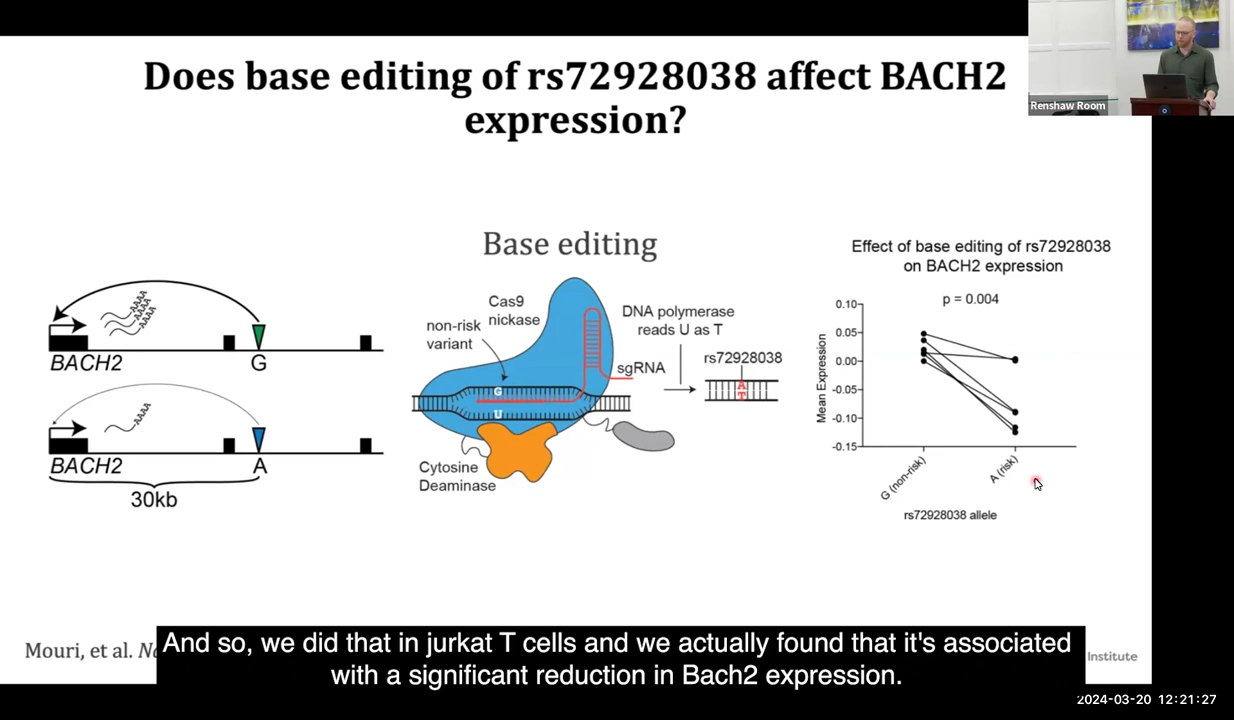 Does base editing of rs72928038 affect BACH2
expression?
Renshaw Room
Base editing
AAAA
AAAA
AAAA
BACH2
G
AAAA
BACH2
A
30kb
Cas9
nickase
non-risk
variant
DNA polymerase
reads U as T
sgRNA
rs72928038
G
U
A
T
Cytosine
Deaminase
Effect of base editing of rs72928038
on BACH2 expression
p = 0.004
Mean Expression
0.10
0.05
0.00
-0.05
-0.10
-0.15
G (non-risk)
A (risk)
rs72928038 allele
Mouri, et al.
Institute
And so, we did that in jurkat T cells and we actually found that it's associated
with a significant reduction in Bach2 expression.
2024-03-20 12:21:27